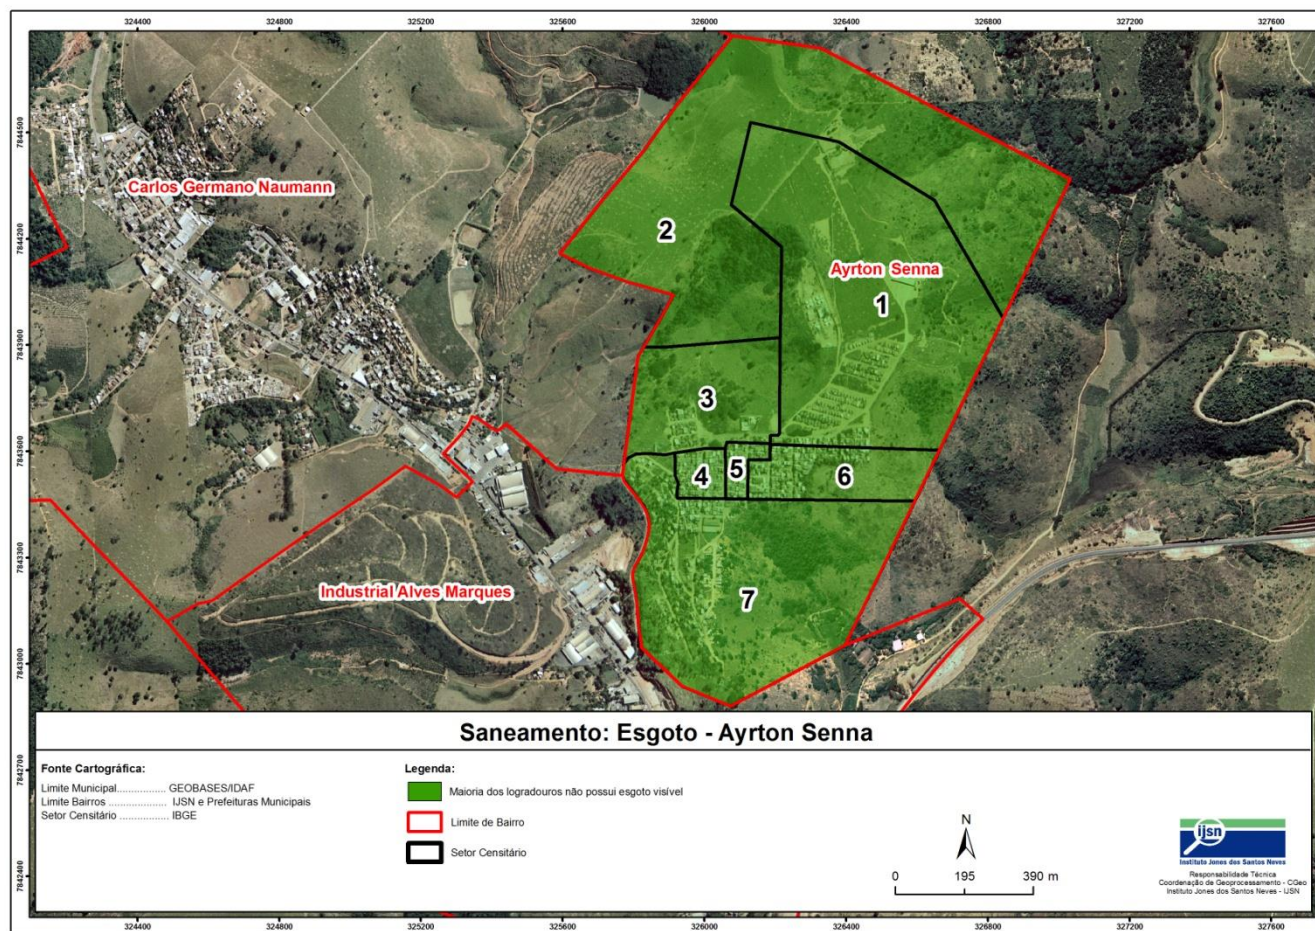 324400 324800 325200 325600 326000 326400 326800 327200 327600
7844500
7844200
7843900
7843600
7843300
7843000
7842700
7842400
Carlos Germano Naumann
2
Ayrton Senna
1
3
4
5
6
Industrial Alves Marques
7
Saneamento: Esgoto - Ayrton Senna
Fonte Cartográfica:
Limite Municipal................ GEOBASES/IDAF
Limite Bairros ................... IJSN e Prefeituras Municipais
Setor Censitário ................ IBGE
Legenda:
Maioria dos logradouros não possui esgoto visível
Limite de Bairro
Setor Censitário
N
0 195 390 m
ijsn
Instituto Jones dos Santos Neves
Responsabilidade Técnica
Coordenação de Geoprocessamento - CGeo
Instituto Jones dos Santos Neves - IJSN
324400 324800 325200 325600 326000 326400 326800 327200 327600